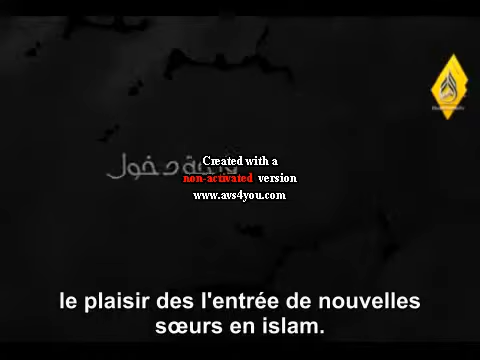 دخول
Created with a
non-activated version
www.avs4you.com
le plaisir des l'entrée de nouvelles
sœurs en islam.